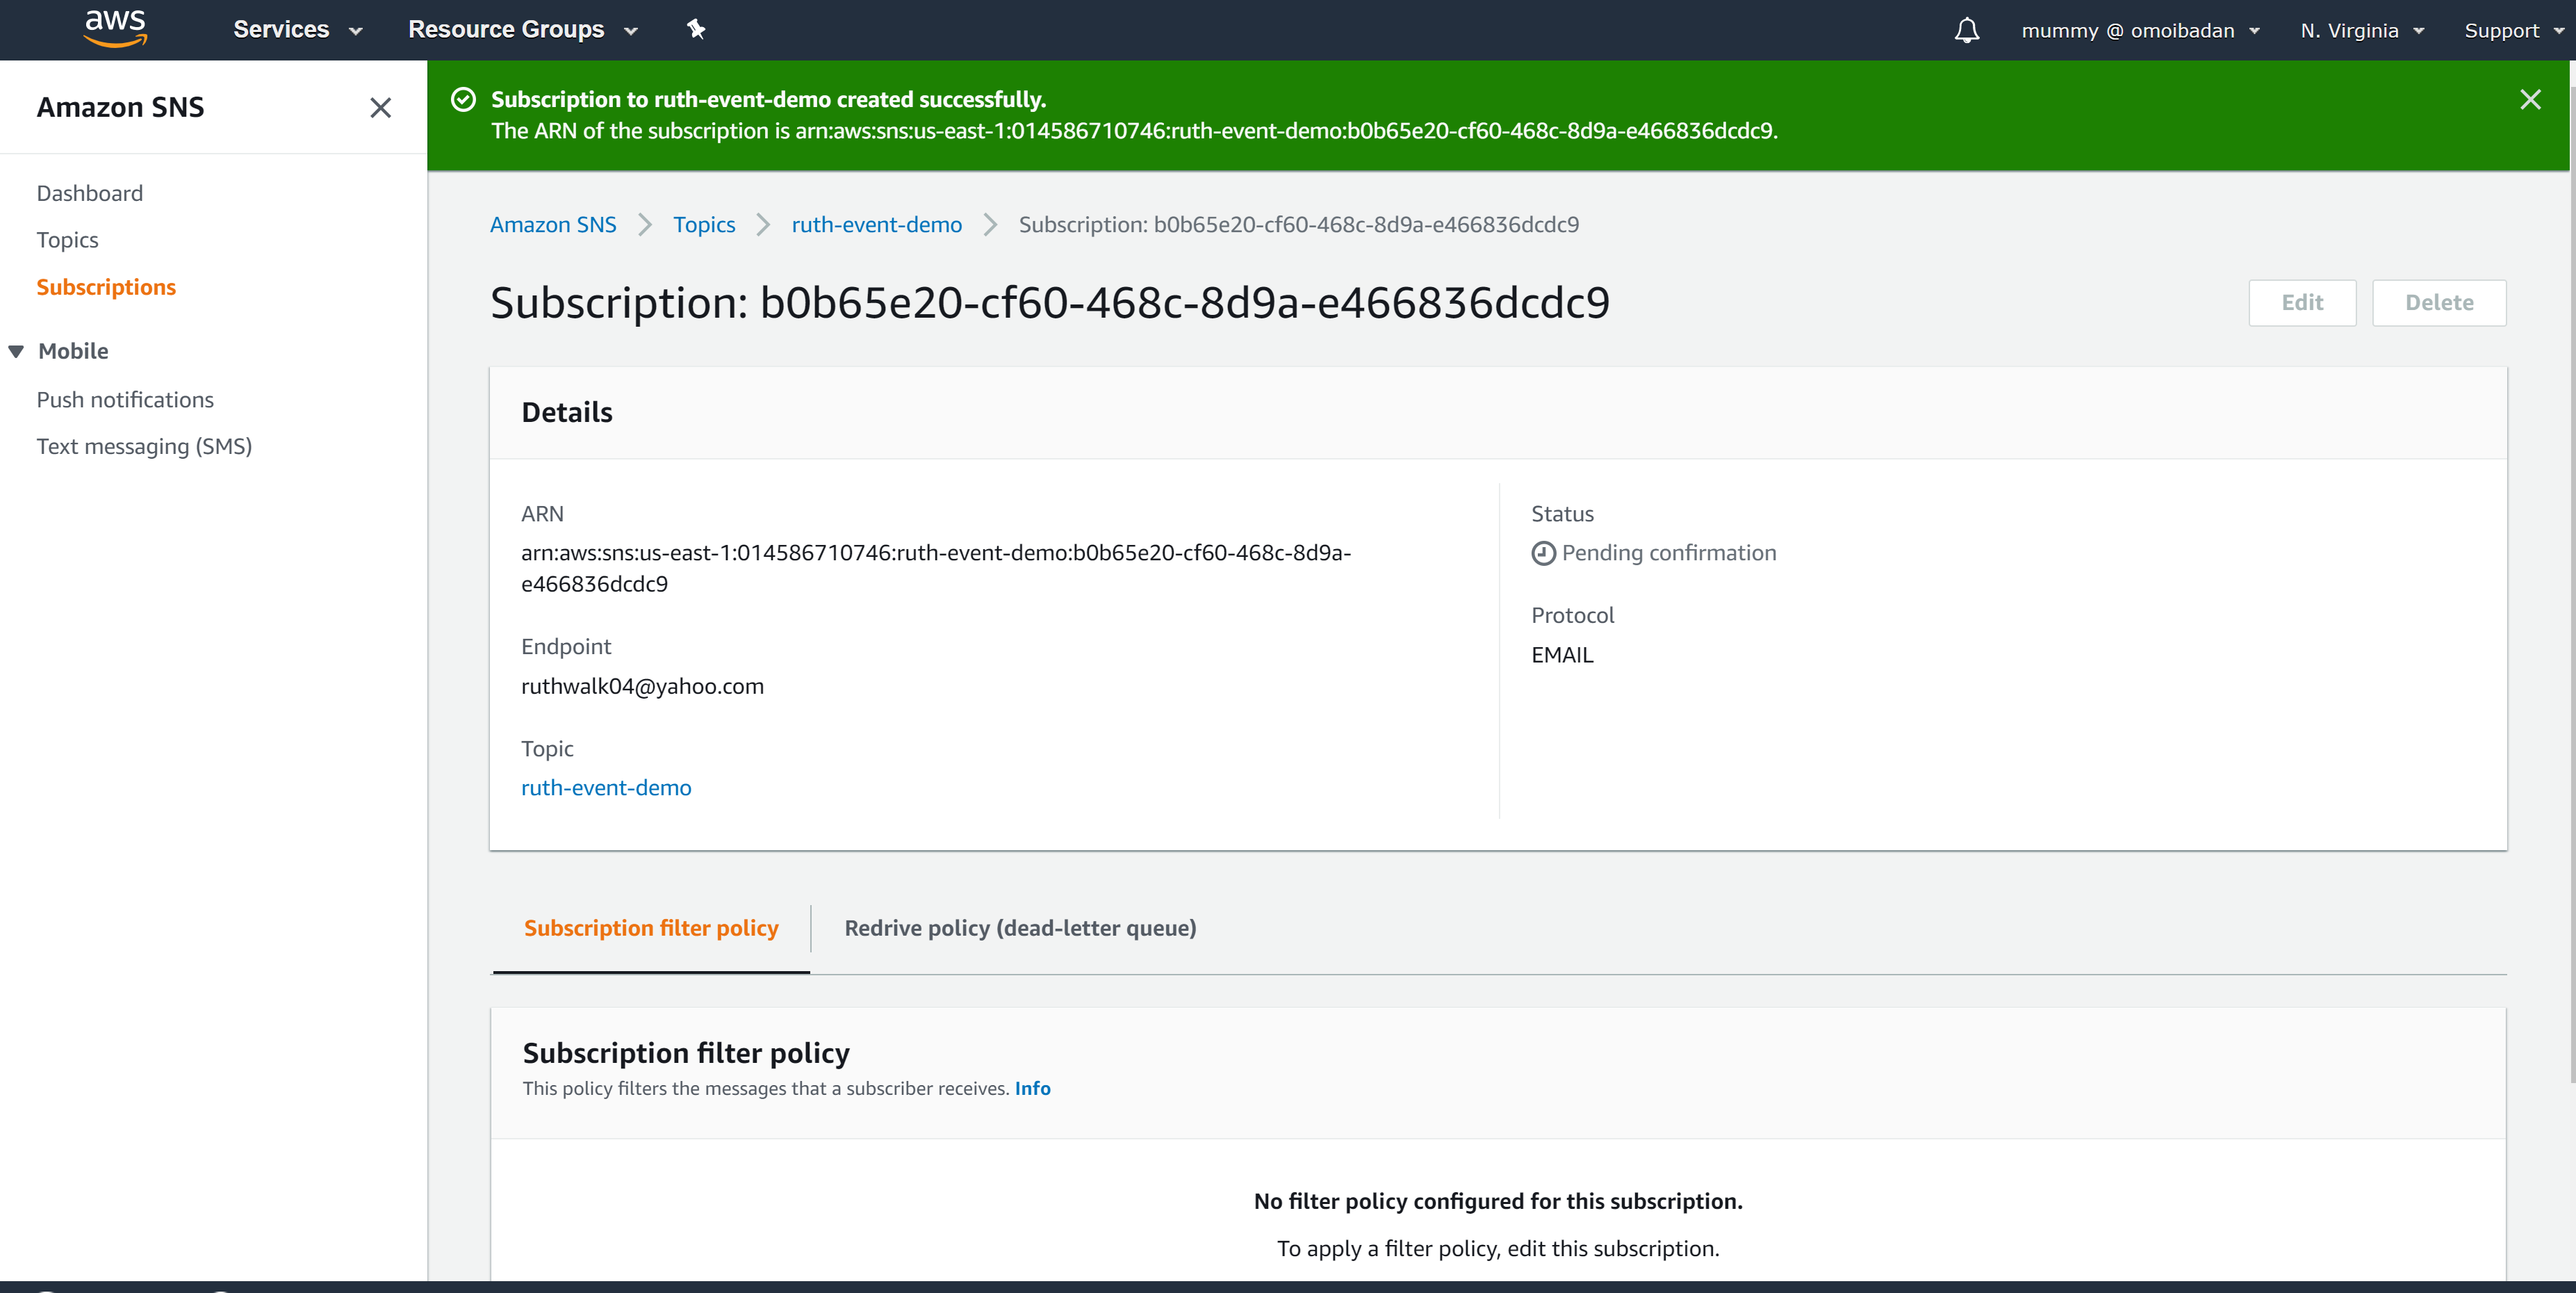 aws
Services
Resource Groups
mummy @ omoibadan
N. Virginia
Support
Amazon SNS
Dashboard
Topics
Subscriptions
Mobile
Push notifications
Text messaging (SMS)
Subscription to ruth-event-demo created successfully.
The ARN of the subscription is arn:aws:sns:us-east-1:014586710746:ruth-event-demo:b0b65e20-cf60-468c-8d9a-e466836dcdc9.
Amazon SNS
Topics
ruth-event-demo
Subscription: b0b65e20-cf60-468c-8d9a-e466836dcdc9
Subscription: b0b65e20-cf60-468c-8d9a-e466836dcdc9
Edit
Delete
Details
ARN
arn:aws:sns:us-east-1:014586710746:ruth-event-demo:b0b65e20-cf60-468c-8d9a-
e466836dcdc9
Endpoint
ruthwalk04@yahoo.com
Topic
ruth-event-demo
Status
Pending confirmation
Protocol
EMAIL
Subscription filter policy
Redrive policy (dead-letter queue)
Subscription filter policy
This policy filters the messages that a subscriber receives. Info
No filter policy configured for this subscription.
To apply a filter policy, edit this subscription.